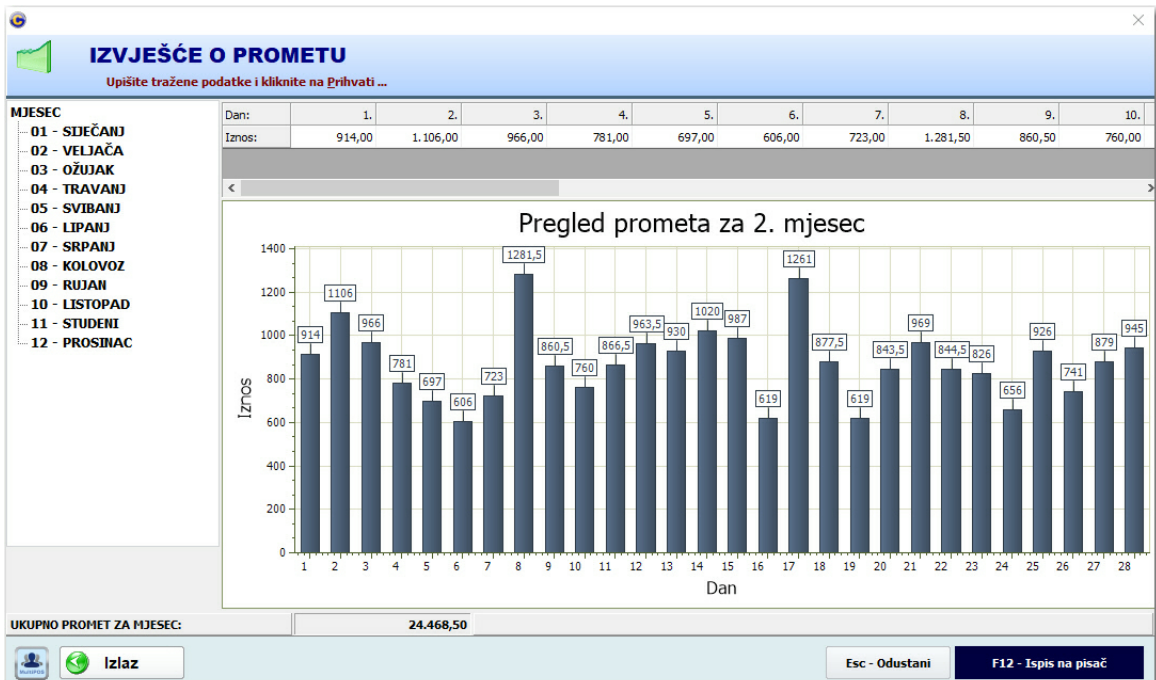 IZVJEŠĆE O PROMETU
Upišite tražene podatke i kliknite na Prihvati ...
MJESEC
01 - SIJEČANJ
02 - VELJAČA
03 - OŽUJAK
04 - TRAVANJ
05 - SVIBANJ
06 - LIPANJ
07 - SRPANJ
08 - KOLOVOZ
09 - RUJAN
10 - LISTOPAD
11 - STUDENI
12 - PROSINAC
Dan: 1. 2. 3. 4. 5. 6. 7. 8. 9. 10.
Iznos: 914,00 1.106,00 966,00 781,00 697,00 606,00 723,00 1.281,50 860,50 760,00
Pregled prometa za 2. mjesec
Iznos
1400
1200
1000
800
600
400
200
0
914 1106 966 781 697 606 723 1281,5 860,5 760 866,5 963,5 930 1020 987 619 1261 877,5 619 843,5 969 844,5 826 656 926 741 879 945
1 2 3 4 5 6 7 8 9 10 11 12 13 14 15 16 17 18 19 20 21 22 23 24 25 26 27 28
Dan
UKUPNO PROMET ZA MJESEC: 24.468,50
Izlaz
Esc - Odustani
F12 - Ispis na pisač